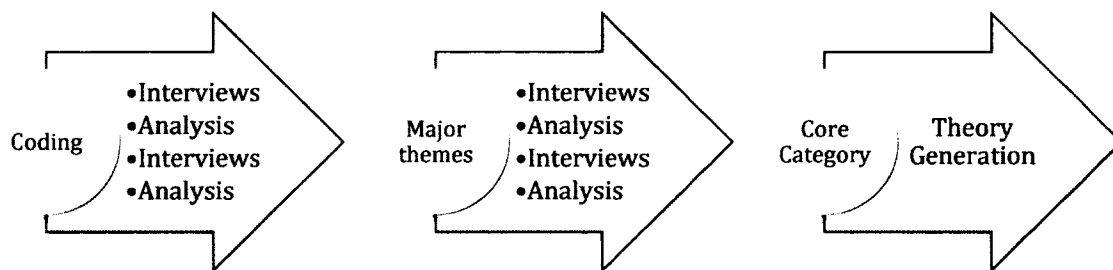 Coding
•Interviews
•Analysis
•Interviews
•Analysis
Major
themes
•Interviews
•Analysis
•Interviews
•Analysis
Core
Category
Theory
Generation